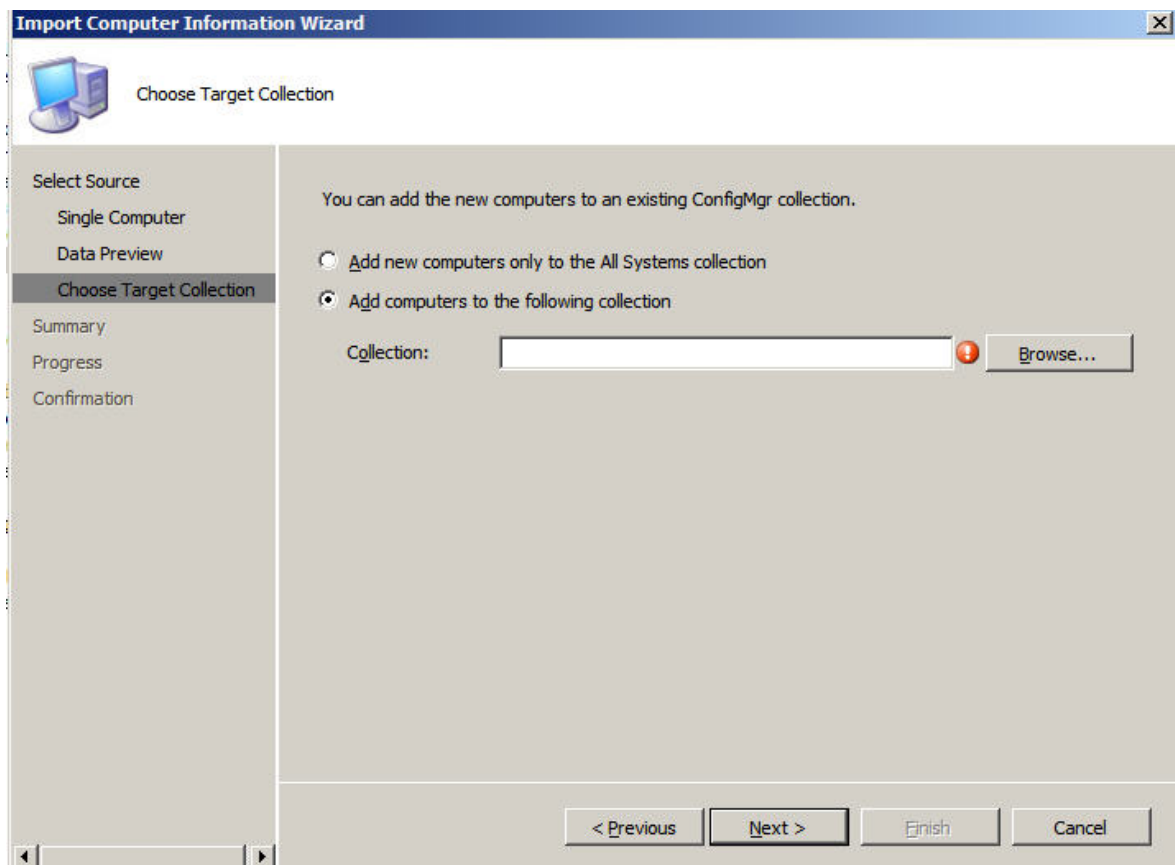 Import Computer Information Wizard
Choose Target Collection
Select Source
Single Computer
Data Preview
Choose Target Collection
Summary
Progress
Confirmation
You can add the new computers to an existing ConfigMgr collection.
Add new computers only to the All Systems collection
Add computers to the following collection
Collection:
Browse...
< Previous
Next >
Finish
Cancel